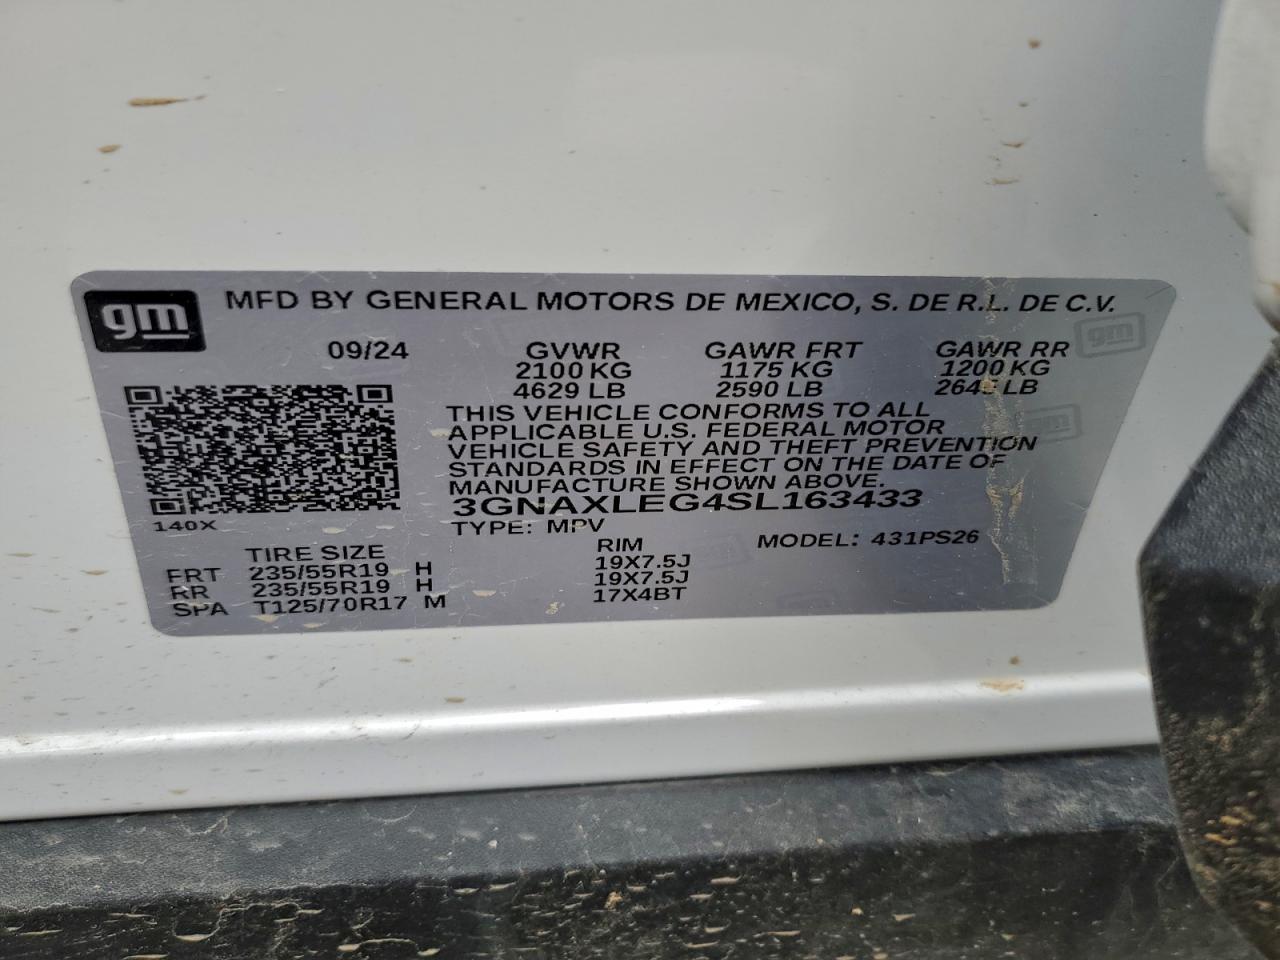 gm MFD BY GENERAL MOTORS DE MEXICO, S. DE R.L. DE C.V.
09/24 GVWR GAWR FRT GAWR RR
2100 KG 1175 KG 1200 KG
4629 LB 2590 LB 2645 LB
THIS VEHICLE CONFORMS TO ALL
APPLICABLE U.S. FEDERAL MOTOR
VEHICLE SAFETY AND THEFT PREVENTION
STANDARDS IN EFFECT ON THE DATE OF
MANUFACTURE SHOWN ABOVE.
3GNAXLEG4SL163433
140X
TYPE: MPV MODEL: 431PS26
TIRE SIZE RIM
FRT 235/55R19 H 19X7.5J
RR 235/55R19 H 19X7.5J
SPA T125/70R17 M 17X4BT